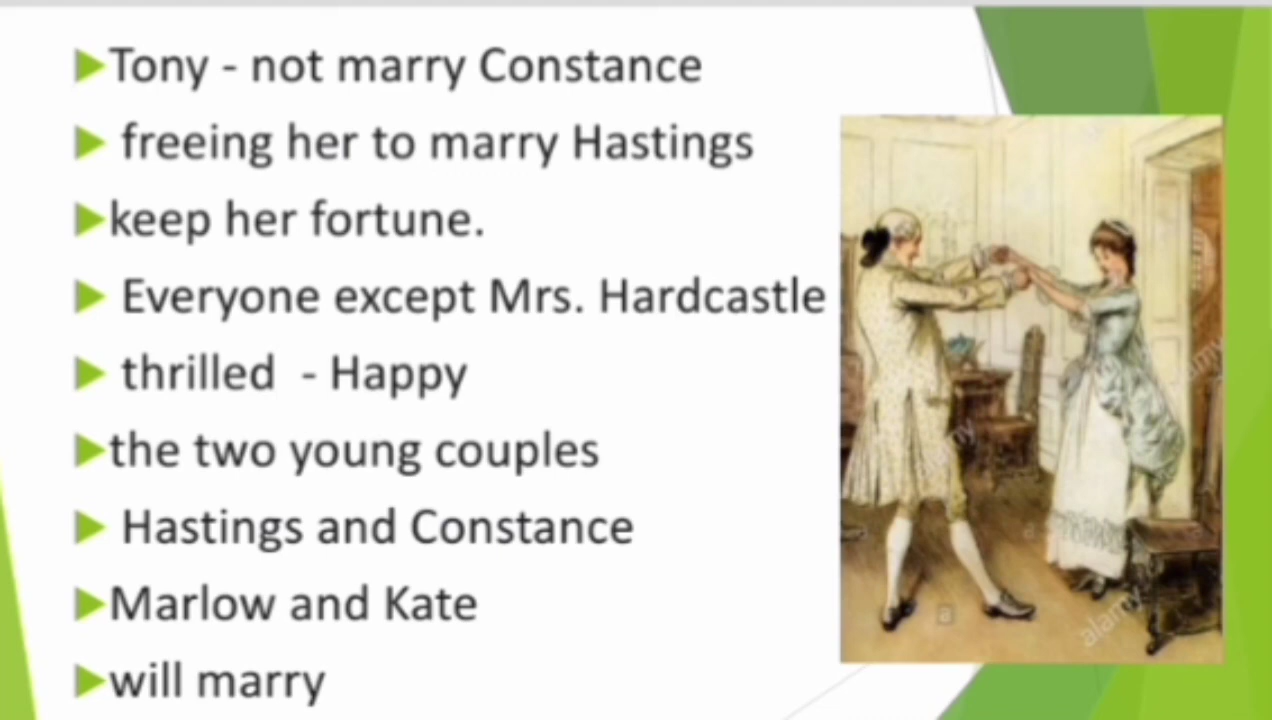 Tony - not marry Constance
freeing her to marry Hastings
keep her fortune.
Everyone except Mrs. Hardcastle
thrilled - Happy
the two young couples
Hastings and Constance
Marlow and Kate
will marry
alamy
a